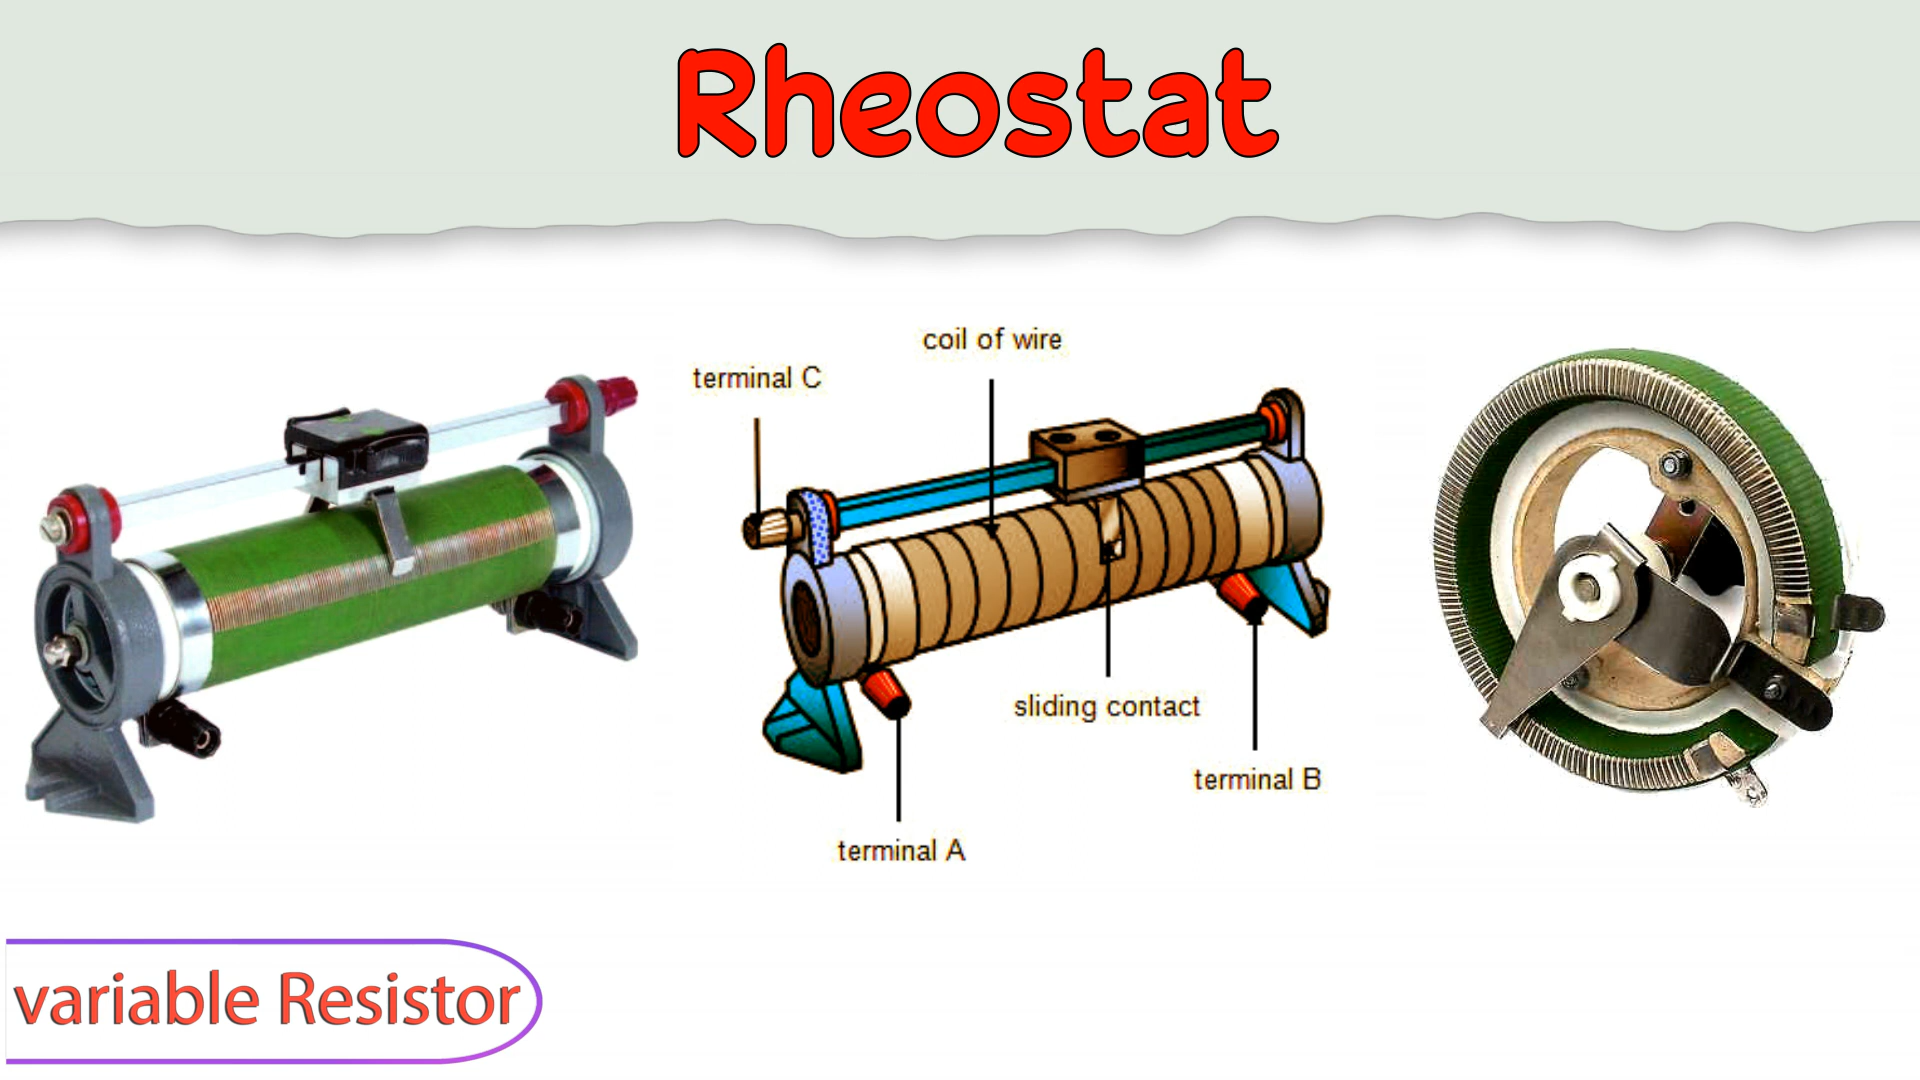 Rheostat
coil of wire
terminal C
sliding contact
terminal B
terminal A
variable Resistor